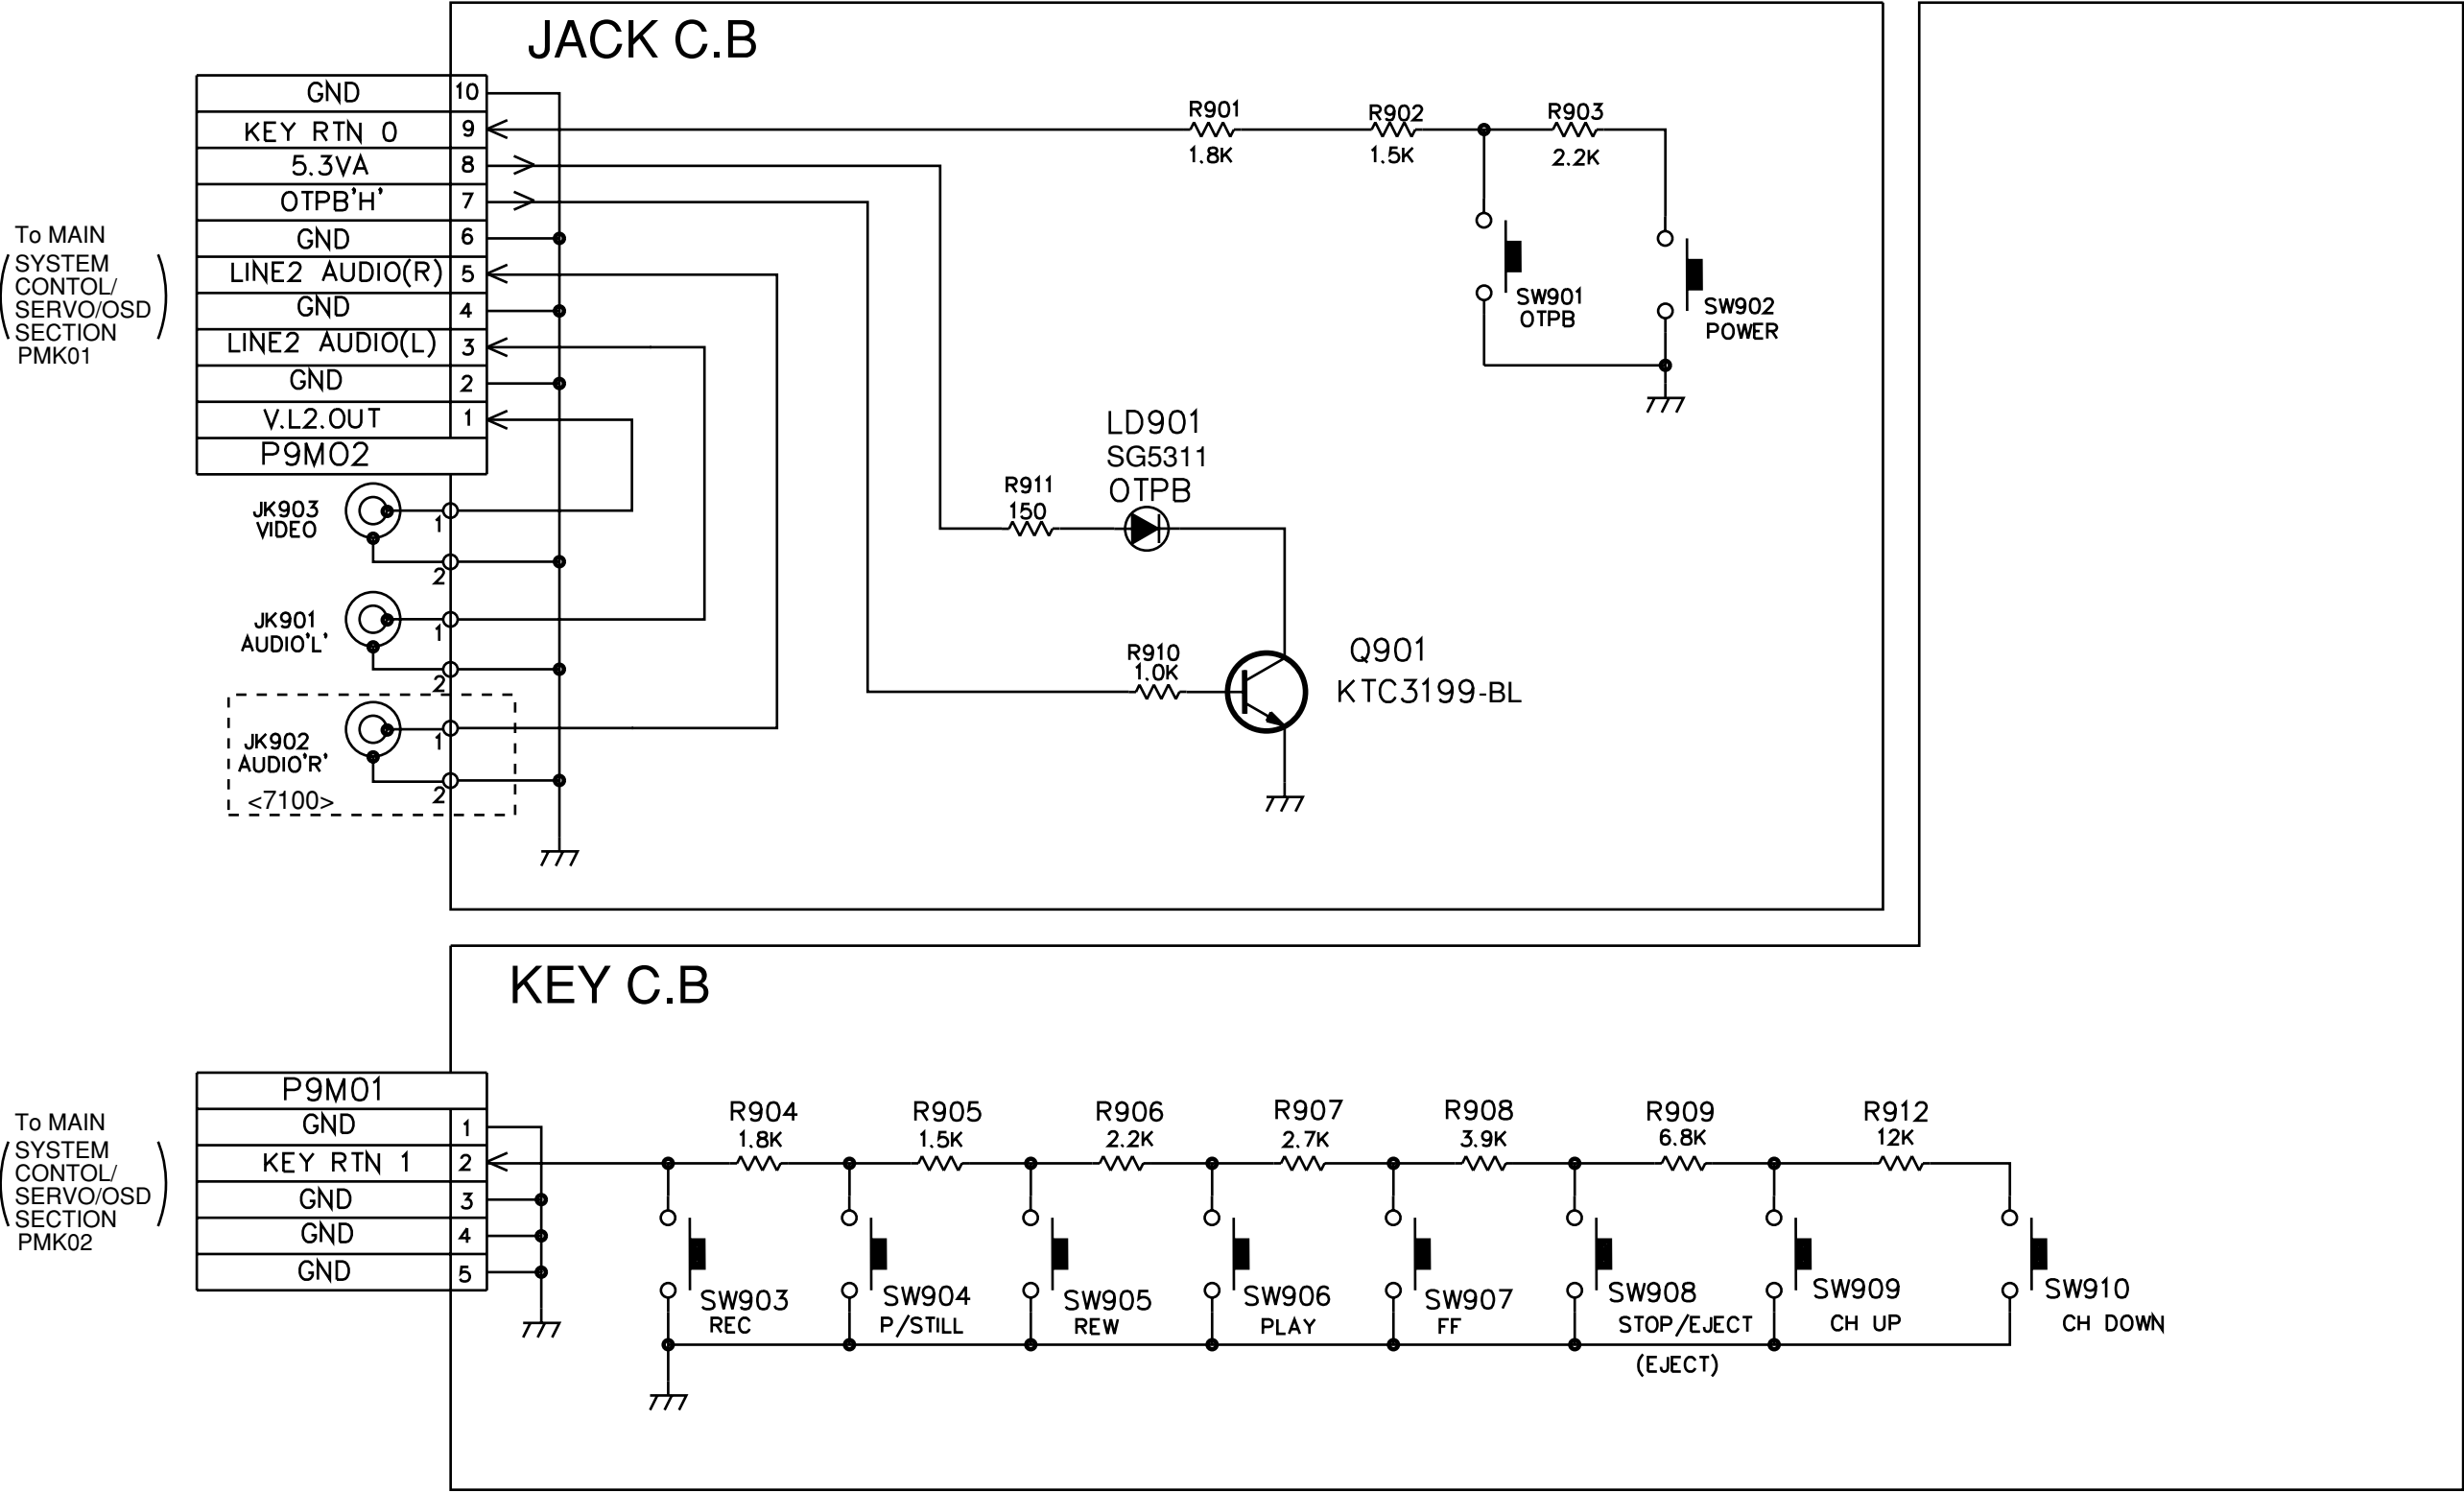 JACK C.B
GND 10
KEY RTN 0 9
5.3VA 8
OTPB'H' 7
GND 6
LINE2 AUDIO(R) 5
GND 4
LINE2 AUDIO(L) 3
GND 2
V.L2.OUT 1
P9M02
To MAIN
SYSTEM
CONTOL/
SERVO/OSD
SECTION
PMK01
JK903
VIDEO
1
2
JK901
AUDIO'L'
1
2
JK902
AUDIO'R'
<7100>
1
2
R901
1.8K
R902
1.5K
R903
2.2K
SW901
OTPB
SW902
POWER
LD901
SG5311
OTPB
R911
150
R910
1.0K
Q901
KTC3199-BL
KEY C.B
P9M01
GND 1
KEY RTN 1 2
GND 3
GND 4
GND 5
To MAIN
SYSTEM
CONTOL/
SERVO/OSD
SECTION
PMK02
R904
1.8K
R905
1.5K
R906
2.2K
R907
2.7K
R908
3.9K
R909
6.8K
R912
12K
SW903
REC
SW904
P/STILL
SW905
REW
SW906
PLAY
SW907
FF
SW908
STOP/EJECT
(EJECT)
SW909
CH UP
SW910
CH DOWN